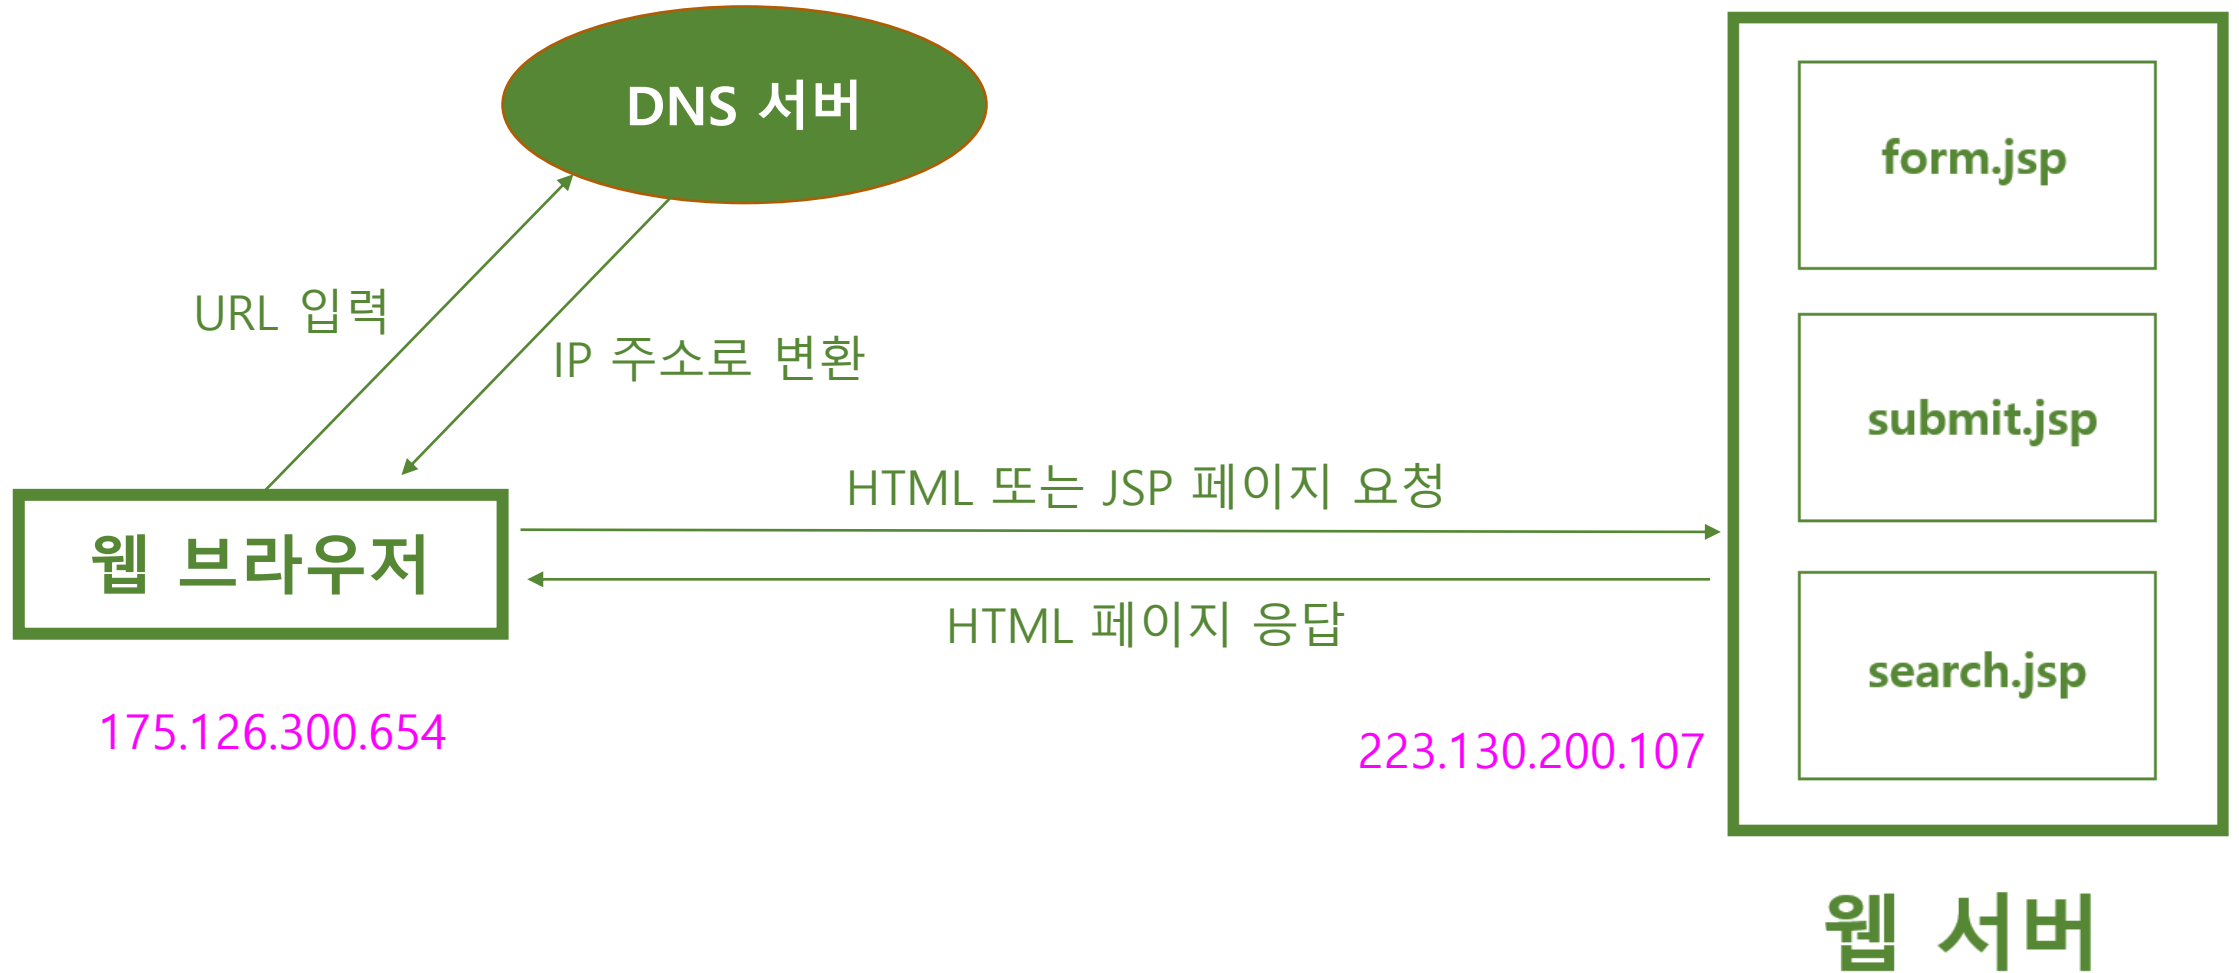 DNS 서버
form.jsp
URL 입력
IP 주소로 변환
submit.jsp
HTML 또는 JSP 페이지 요청
웹 브라우저
HTML 페이지 응답
search.jsp
175.126.300.654
223.130.200.107
웹 서버